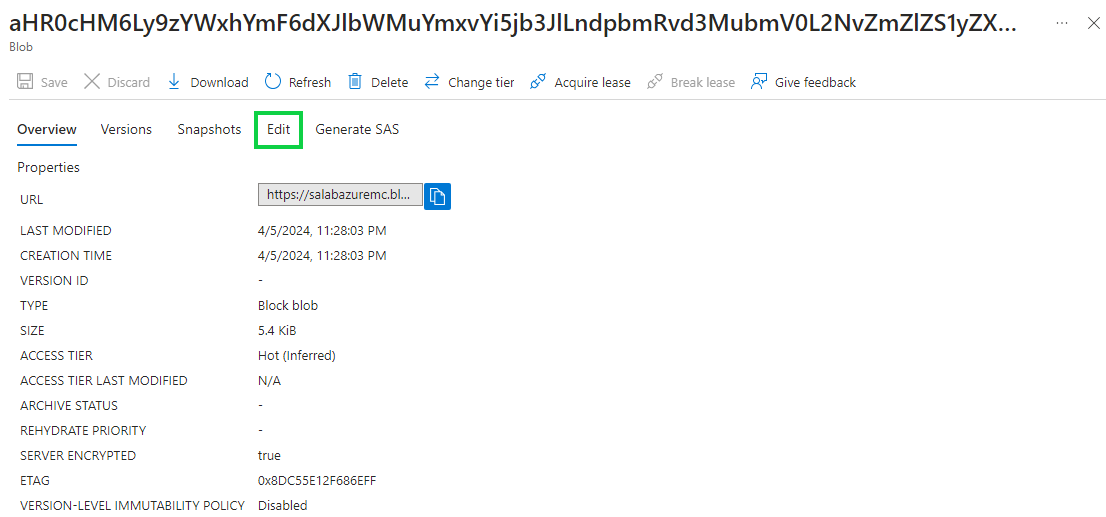 aHR0cHM6Ly9zYWxhYmF6dXJlbWMuYmxvYi5jb3JlLndpbmRvd3MubmV0L2NvZmZlZS1yZX...
Blob
Save Discard Download Refresh Delete Change tier Acquire lease Break lease Give feedback
Overview Versions Snapshots Edit Generate SAS
Properties
URL https://salabazuremc.bl...
LAST MODIFIED 4/5/2024, 11:28:03 PM
CREATION TIME 4/5/2024, 11:28:03 PM
VERSION ID -
TYPE Block blob
SIZE 5.4 KiB
ACCESS TIER Hot (Inferred)
ACCESS TIER LAST MODIFIED N/A
ARCHIVE STATUS -
REHYDRATE PRIORITY -
SERVER ENCRYPTED true
ETAG 0x8DC55E12F686EFF
VERSION-LEVEL IMMUTABILITY POLICY Disabled